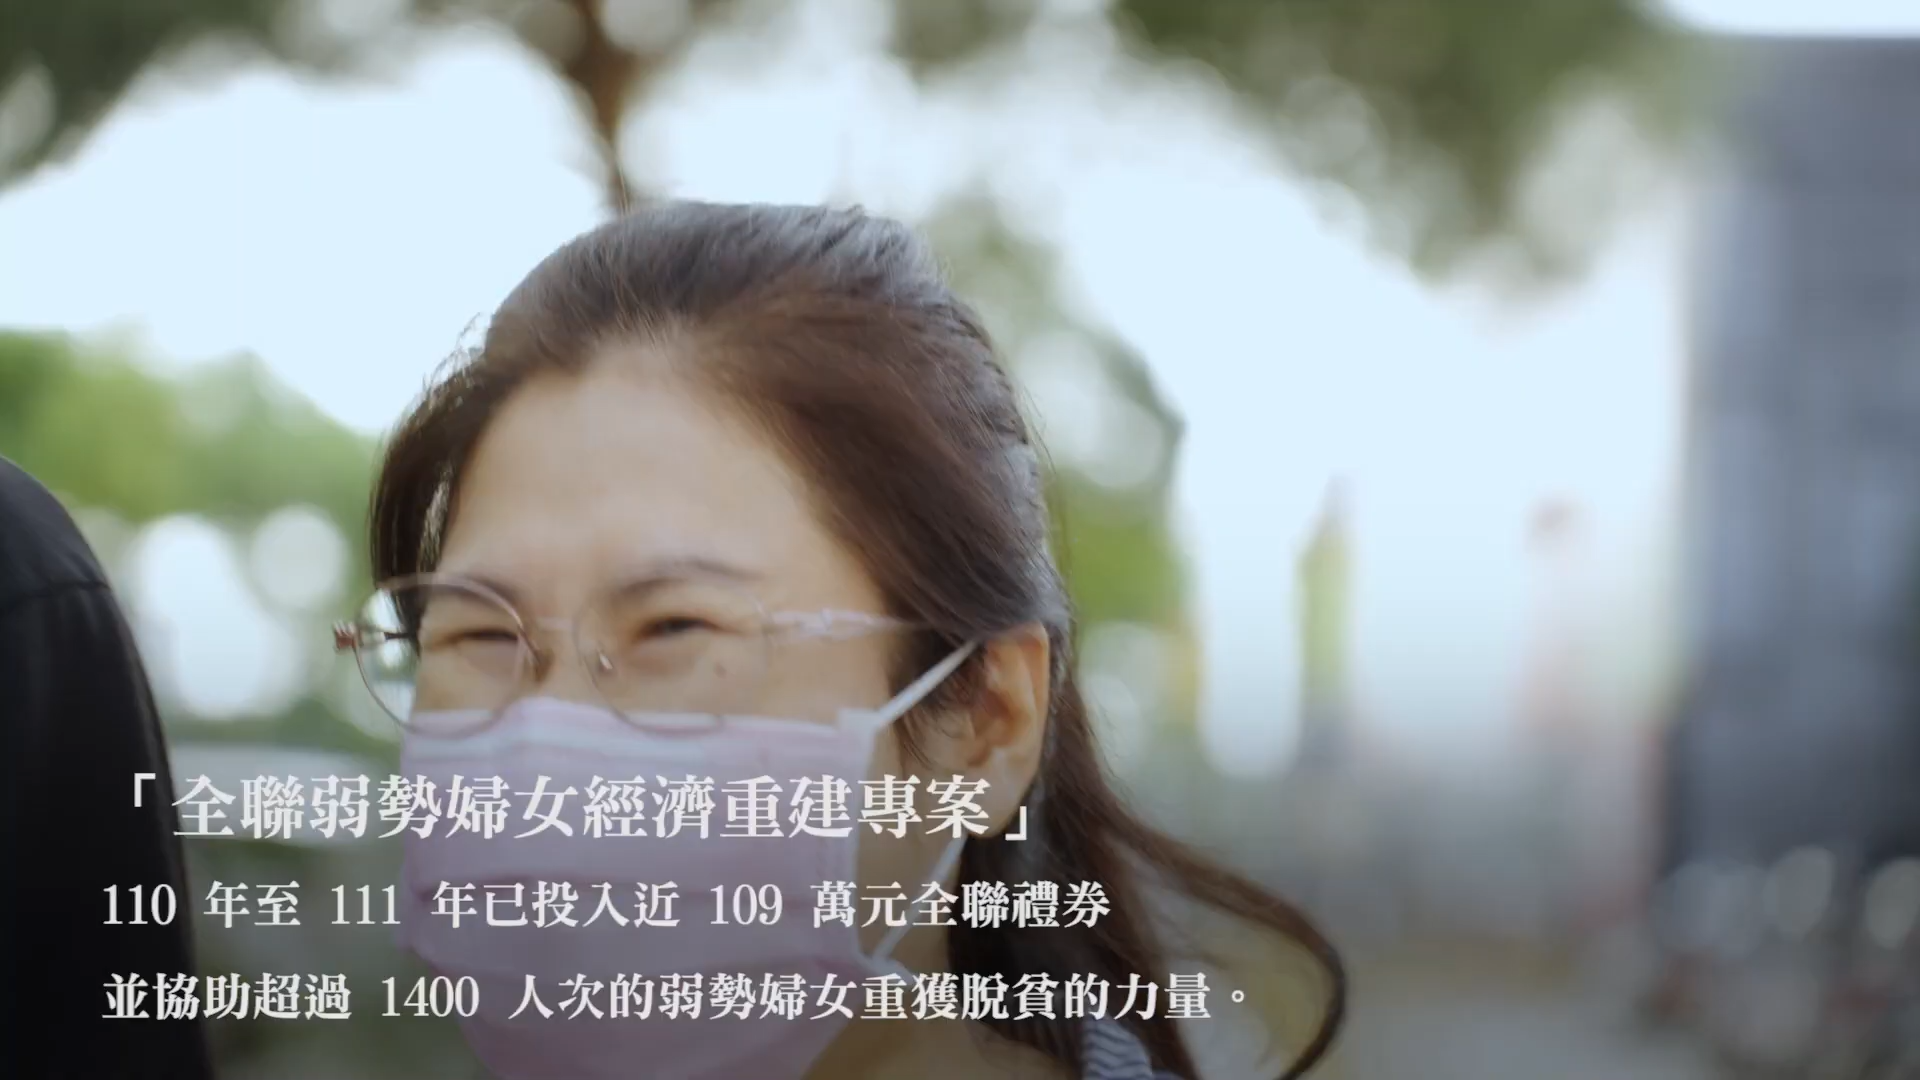 「全聯弱勢婦女經濟重建專案」
110 年至 111 年已投入近 109 萬元全聯禮券
並協助超過 1400 人次的弱勢婦女重獲脫貧的力量。